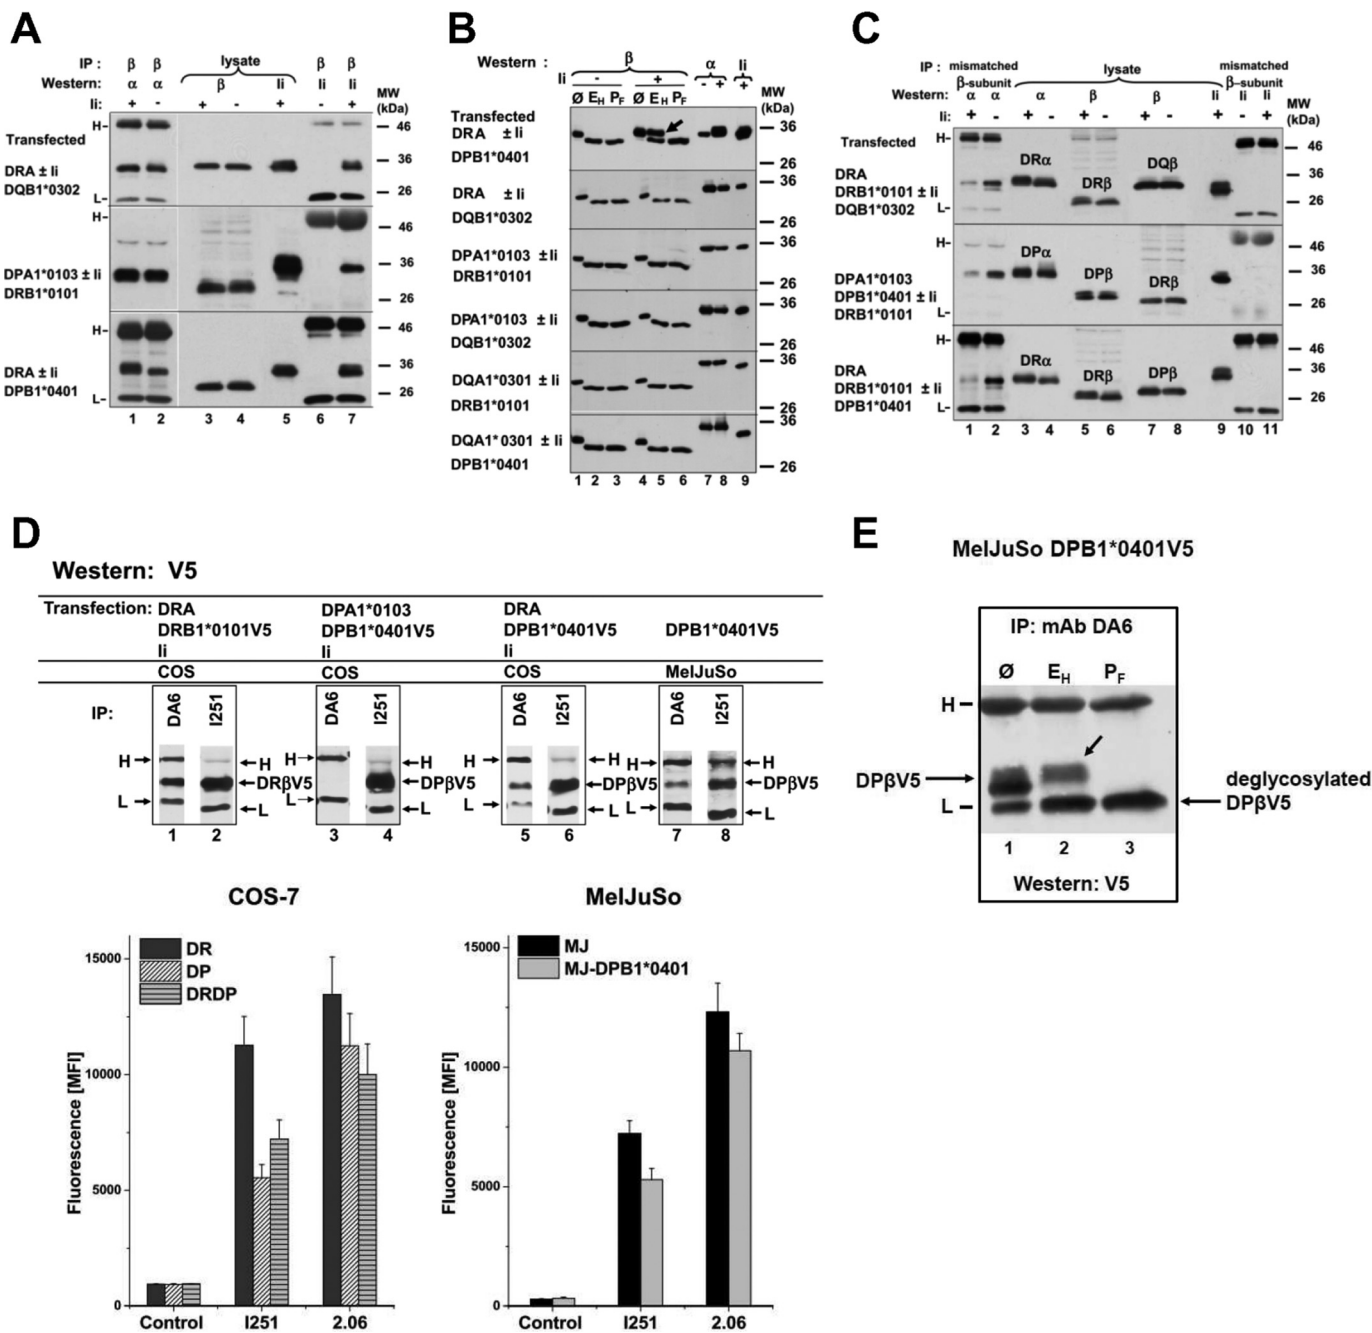 A
IP : β β lysate β β
Western: α α β Ii Ii Ii MW
Ii: + - + - + - + (kDa)
Transfected
H-
46
DRA ± Ii
36
DQB1*0302
26
L-
H-
46
DPA1*0103 ± Ii
36
DRB1*0101
26
H-
46
DRA ± Ii
36
DPB1*0401
26
L-
1 2 3 4 5 6 7
B
Western : β α Ii
Ii - + - + + MW
Ø EH PF Ø EH PF (kDa)
Transfected
DRA ± Ii
36
DPB1*0401
26
DRA ± Ii
36
DQB1*0302
26
DPA1*0103 ± Ii
36
DRB1*0101
26
DPA1*0103 ± Ii
36
DQB1*0302
26
DQA1*0301 ± Ii
36
DRB1*0101
26
DQA1*0301 ± Ii
36
DPB1*0401
26
1 2 3 4 5 6 7 8 9
C
IP : mismatched lysate mismatched
β-subunit β-subunit
Western: α α α β β Ii Ii Ii MW
Ii: + - + - + - + - + - + (kDa)
Transfected
H-
46
DRA
DRα DQβ
36
DRB1*0101 ± Ii
DRβ
DQB1*0302
L-
26
H-
46
DPA1*0103
DPα
36
DPB1*0401 ± Ii
DPβ DRβ
26
DRB1*0101
L-
H-
46
DRA
DRα DRβ DPβ
36
DRB1*0101 ± Ii
26
DPB1*0401
L-
1 2 3 4 5 6 7 8 9 10 11
D
Western: V5
Transfection: DRA DPA1*0103 DRA
DRB1*0101V5 DPB1*0401V5 DPB1*0401V5 DPB1*0401V5
Ii Ii Ii
COS COS COS MelJuSo
IP: DA6 I251 DA6 I251 DA6 I251 DA6 I251
H H H H H H H H
DRβV5 DPβV5 DPβV5 DPβV5
L L L L L L L L
1 2 3 4 5 6 7 8
COS-7
DR
DP
DRDP
Fluorescence [MFI]
15000
10000
5000
0
Control I251 2.06
MelJuSo
MJ
MJ-DPB1*0401
Fluorescence [MFI]
15000
10000
5000
0
Control I251 2.06
E
MelJuSo DPB1*0401V5
IP: mAb DA6
Ø EH PF
H
DPβV5
deglycosylated
L
DPβV5
1 2 3
Western: V5